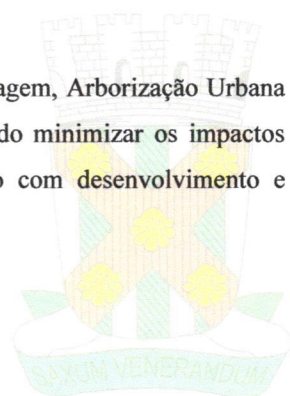 agem, Arborização Urbana
do minimizar os impactos
o com desenvolvimento e
SAXUM VENERANDUM